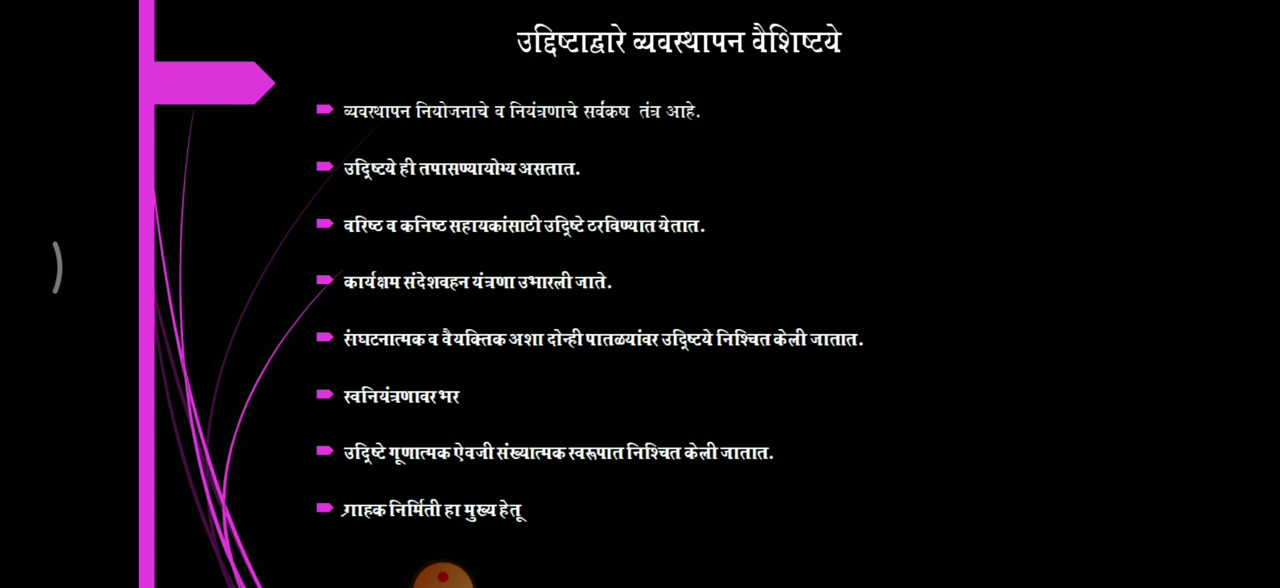 उद्दिष्टाद्वारे व्यवस्थापन वैशिष्टये
व्यवस्थापन नियोजनाचे व नियंत्रणाचे सर्वंकष तंत्र आहे.
उद्दिष्टये ही तपासण्यायोग्य असतात.
वरिष्ट व कनिष्ट सहायकांसाटी उद्दिष्टे टरविण्यात येतात.
कार्यक्षम संदेशवहन यंत्रणा उभारली जाते.
संघटनात्मक व वैयक्तिक अशा दोन्ही पातळयांवर उद्दिष्टये निश्चित केली जातात.
स्वनियंत्रणावर भर
उद्दिष्टे गूणात्मक ऐवजी संख्यात्मक स्वरूपात निश्चित केली जातात.
ग्राहक निर्मिती हा मुख्य हेतू